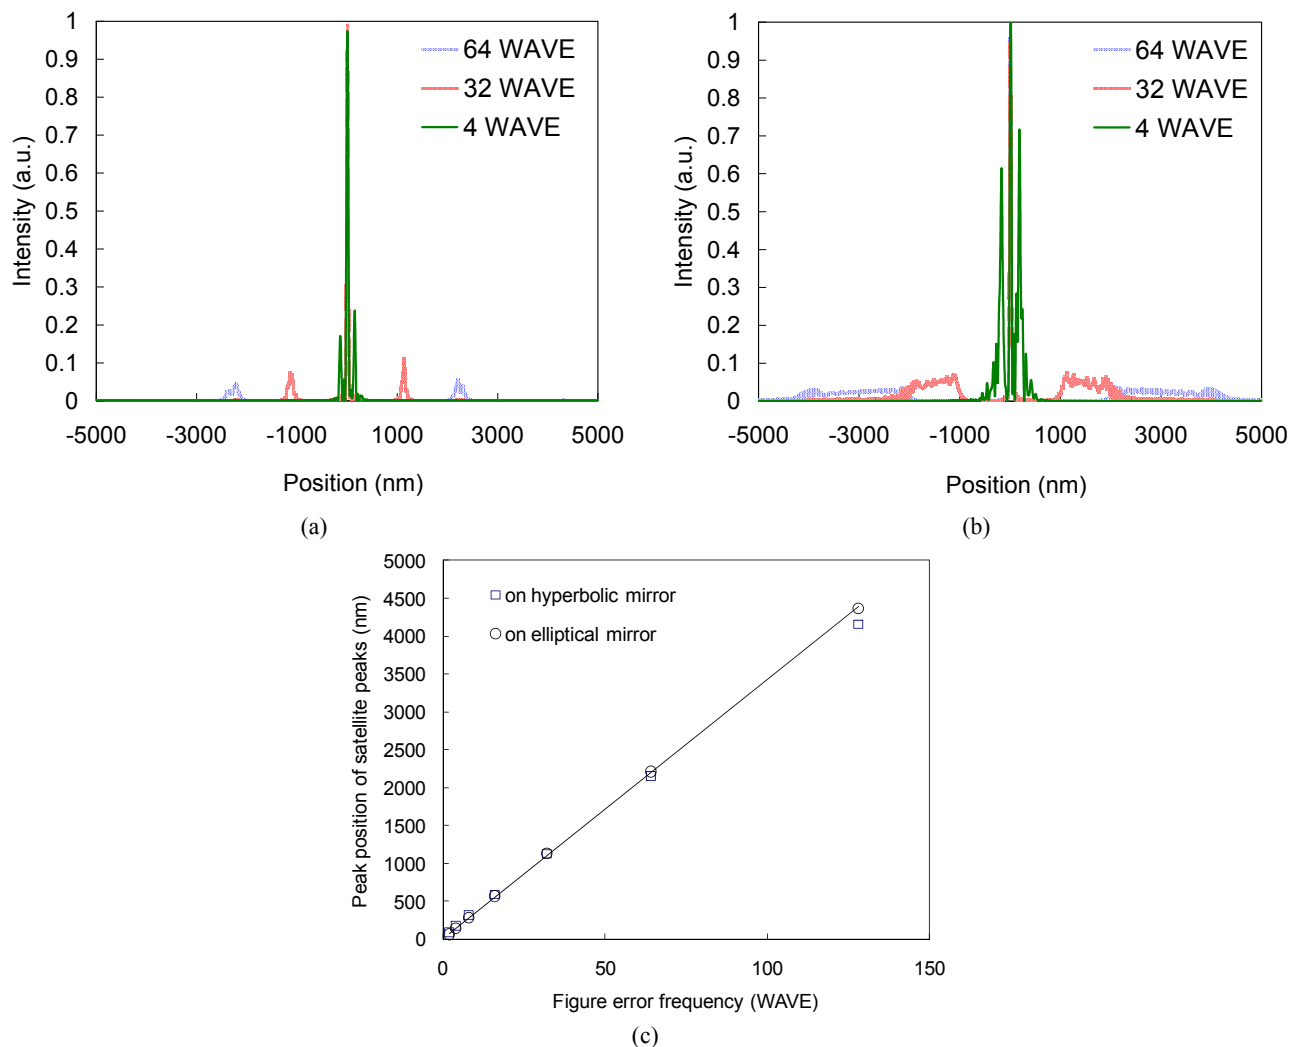 1
0.9
0.8
0.7
0.6
0.5
0.4
0.3
0.2
0.1
0
Intensity (a.u.)
64 WAVE
32 WAVE
4 WAVE
-5000 -3000 -1000 1000 3000 5000
Position (nm)
(a)
1
0.9
0.8
0.7
0.6
0.5
0.4
0.3
0.2
0.1
0
Intensity (a.u.)
64 WAVE
32 WAVE
4 WAVE
-5000 -3000 -1000 1000 3000 5000
Position (nm)
(b)
5000
4500
4000
3500
3000
2500
2000
1500
1000
500
0
Peak position of satellite peaks (nm)
on hyperbolic mirror
on elliptical mirror
0 50 100 150
Figure error frequency (WAVE)
(c)